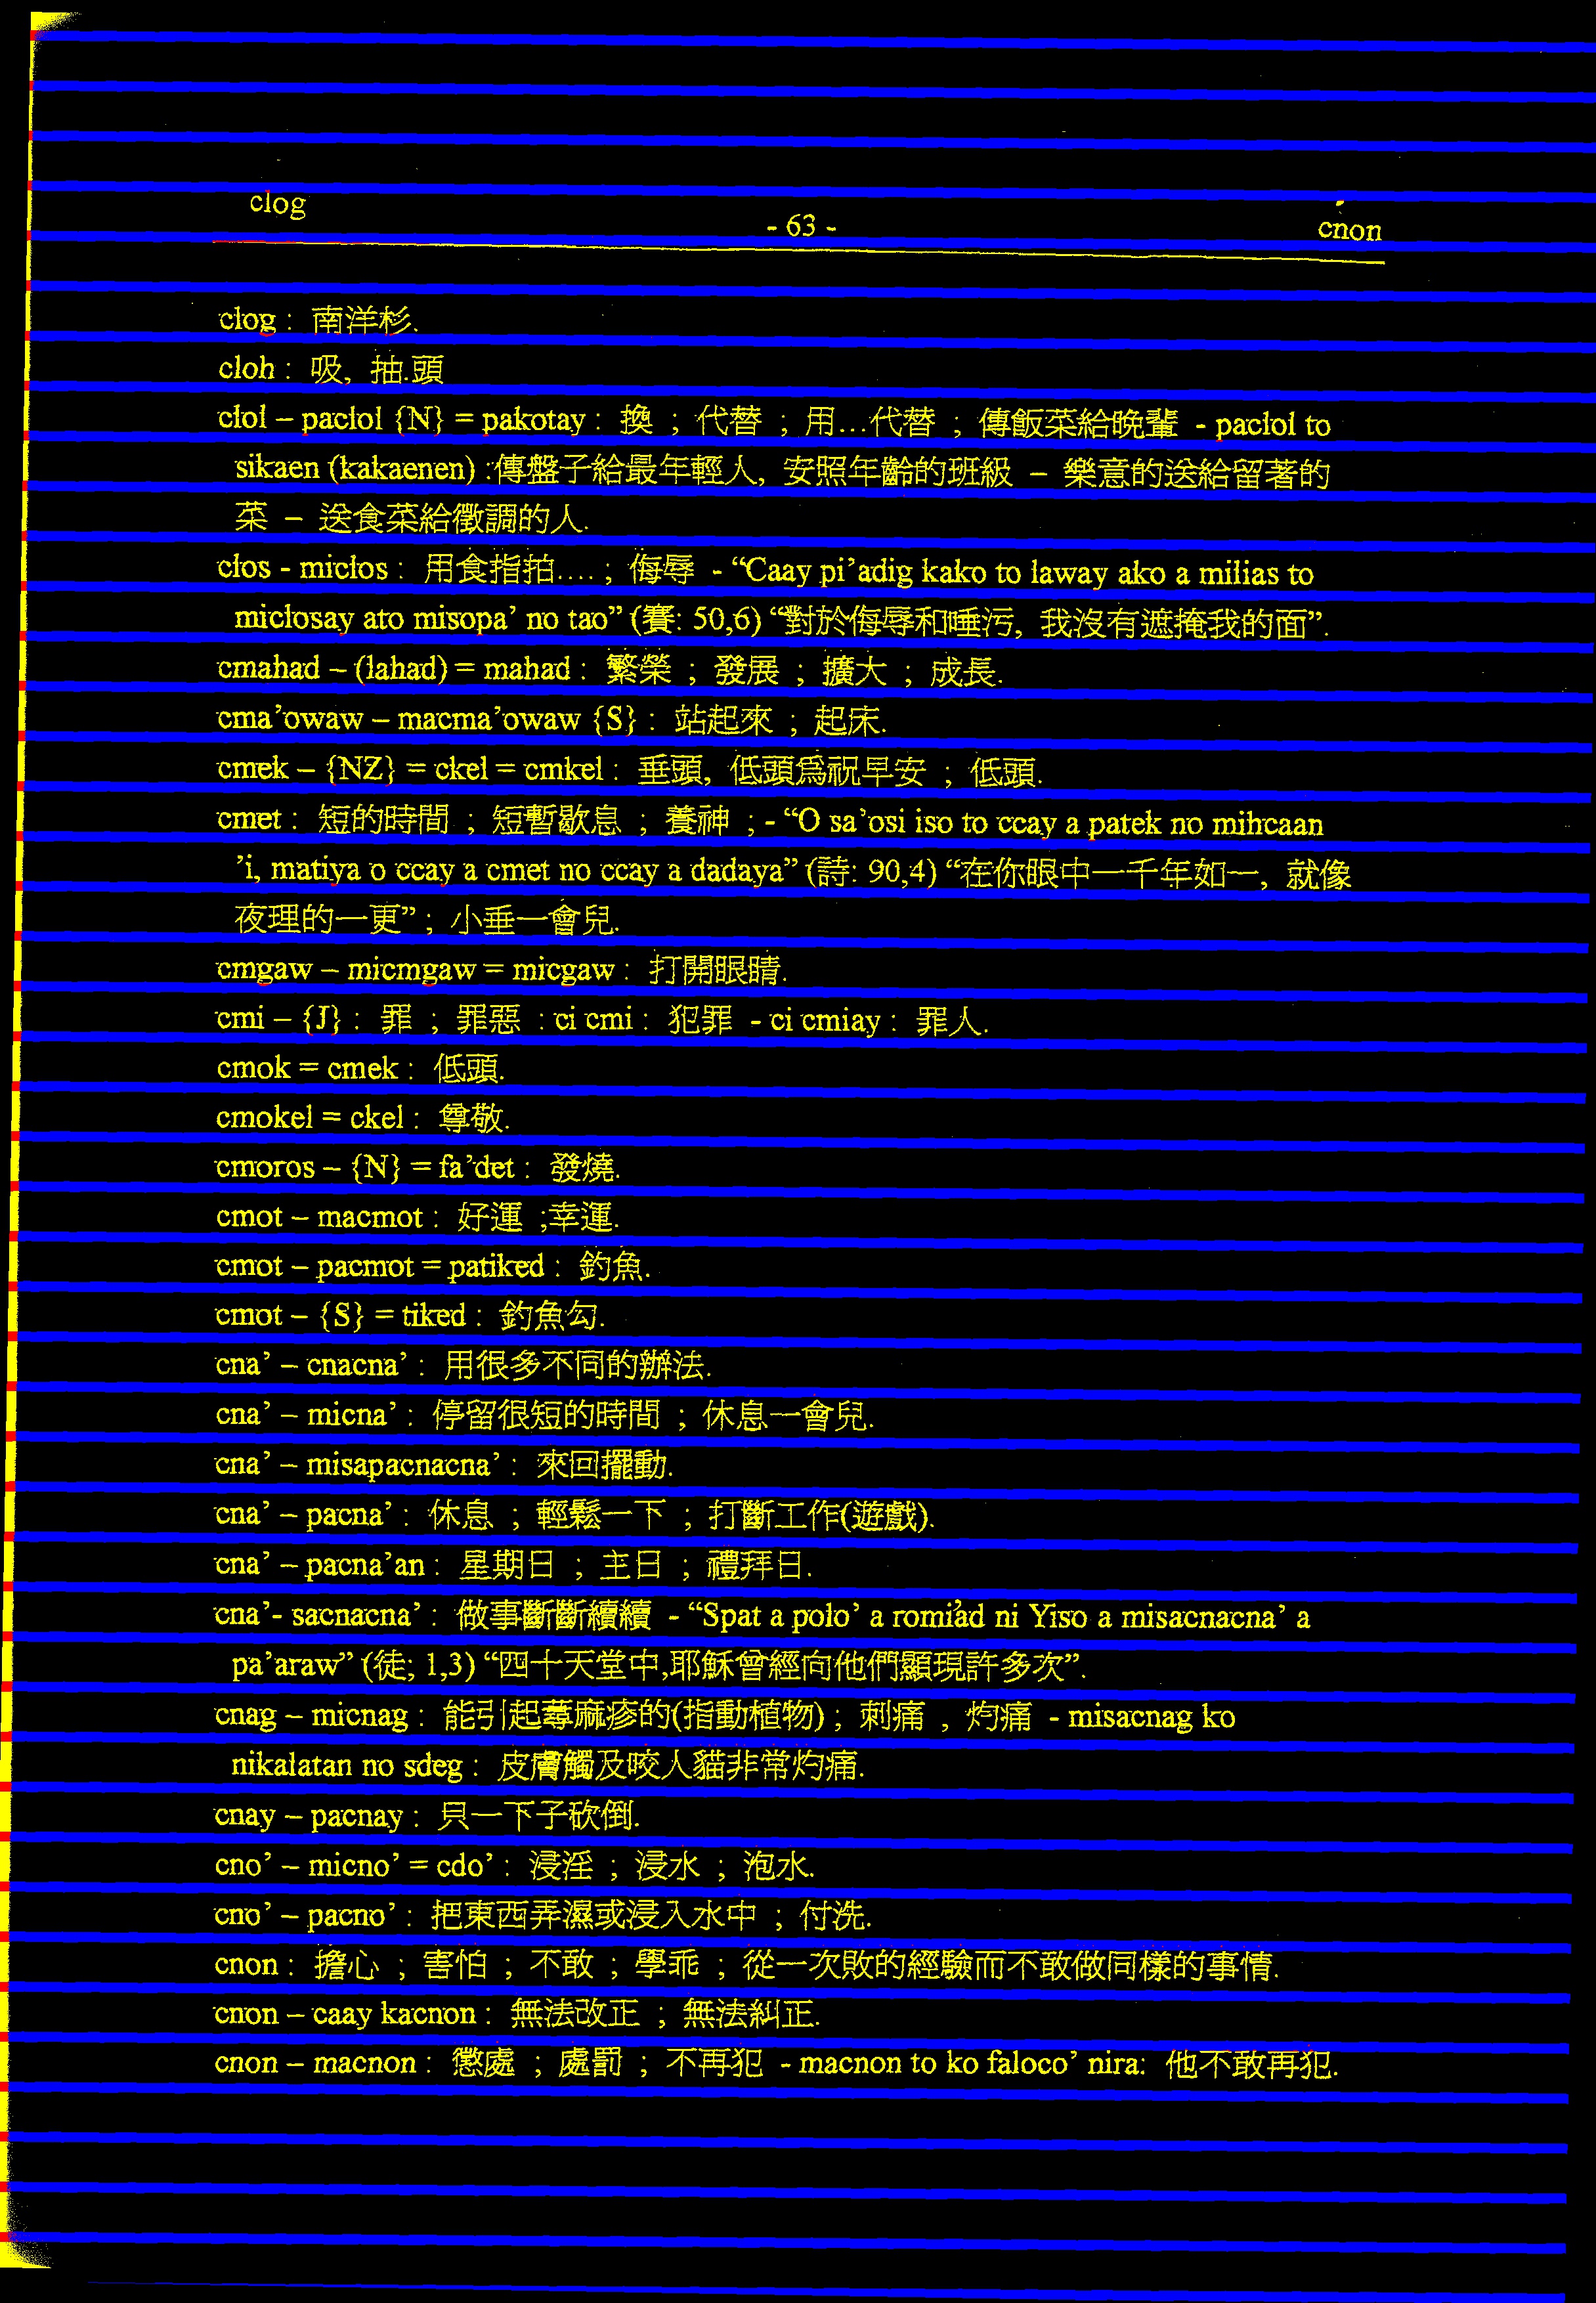 clog - 63 - cnon
clog : 南洋杉.
cloh : 吸, 抽.頭
clol – paclol {N} = pakotay : 換 ; 代替 ; 用...代替 ; 傳飯菜給晚輩 - paclol to
sikaen (kakaenen) :傳盤子給最年輕人, 安照年齡的班級 – 樂意的送給留著的
菜 – 送食菜給徵調的人.
clos - miclos : 用食指拍.... ; 侮辱 - “Caay pi’adig kako to laway ako a milias to
miclosay ato misopa’ no tao” (賽: 50,6) “對於侮辱和唾污, 我沒有遮掩我的面”.
cmahad – (lahad) = mahad : 繁榮 ; 發展 ; 擴大 ; 成長.
cma’owaw – macma’owaw {S} : 站起來 ; 起床.
cmek – {NZ} = ckel = cmkel : 垂頭, 低頭為祝早安 ; 低頭.
cmet : 短的時間 ; 短暫歇息 ; 養神 ; - “O sa’osi iso to ccay a patek no mihcaan
’i, matiya o ccay a cmet no ccay a dadaya” (詩: 90,4) “在你眼中一千年如一, 就像
夜理的一更” ; 小垂一會兒.
cmgaw – micmgaw = micgaw : 打開眼睛.
cmi – {J} : 罪 ; 罪惡 : ci cmi : 犯罪 - ci cmiay : 罪人.
cmok = cmek : 低頭.
cmokel = ckel : 尊敬.
cmoros – {N} = fa’det : 發燒.
cmot – macmot : 好運 ;幸運.
cmot – pacmot = patiked : 釣魚.
cmot – {S} = tiked : 釣魚勾.
cna’ – cnacna’ : 用很多不同的辦法.
cna’ – micna’ : 停留很短的時間 ; 休息一會兒.
cna’ – misapacnacna’ : 來回擺動.
cna’ – pacna’ : 休息 ; 輕鬆一下 ; 打斷工作(遊戲).
cna’ – pacna’an : 星期日 ; 主日 ; 禮拜日.
cna’- sacnacna’ : 做事斷斷續續 - “Spat a polo’ a romi’ad ni Yiso a misacnacna’ a
pa’araw” (徒; 1,3) “四十天堂中,耶穌曾經向他們顯現許多次”.
cnag – micnag : 能引起蕁麻疹的(指動植物) ; 刺痛 , 灼痛 - misacnag ko
nikalatan no sdeg : 皮膚觸及咬人貓非常灼痛.
cnay – pacnay : 只一下子砍倒.
cno’ – micno’ = cdo’ : 浸淫 ; 浸水 ; 泡水.
cno’ – pacno’ : 把東西弄濕或浸入水中 ; 付洗.
cnon : 擔心 ; 害怕 ; 不敢 ; 學乖 ; 從一次敗的經驗而不敢做同樣的事情.
cnon – caay kacnon : 無法改正 ; 無法糾正.
cnon – macnon : 懲處 ; 處罰 ; 不再犯 - macnon to ko faloco’ nira: 他不敢再犯.